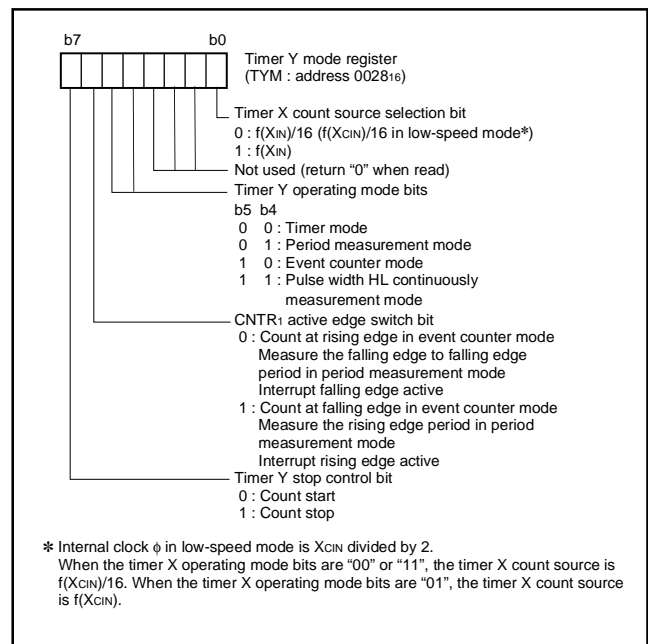 b7 b0
Timer Y mode register
(TYM : address 002816)
Timer X count source selection bit
0 : f(XIN)/16 (f(XCIN)/16 in low-speed mode✽)
1 : f(XIN)
Not used (return “0” when read)
Timer Y operating mode bits
b5 b4
0 0 : Timer mode
0 1 : Period measurement mode
1 0 : Event counter mode
1 1 : Pulse width HL continuously
measurement mode
CNTR1 active edge switch bit
0 : Count at rising edge in event counter mode
Measure the falling edge to falling edge
period in period measurement mode
Interrupt falling edge active
1 : Count at falling edge in event counter mode
Measure the rising edge period in period
measurement mode
Interrupt rising edge active
Timer Y stop control bit
0 : Count start
1 : Count stop
✽ Internal clock ϕ in low-speed mode is XCIN divided by 2.
When the timer X operating mode bits are “00” or “11”, the timer X count source is
f(XCIN)/16. When the timer X operating mode bits are “01”, the timer X count source
is f(XCIN).